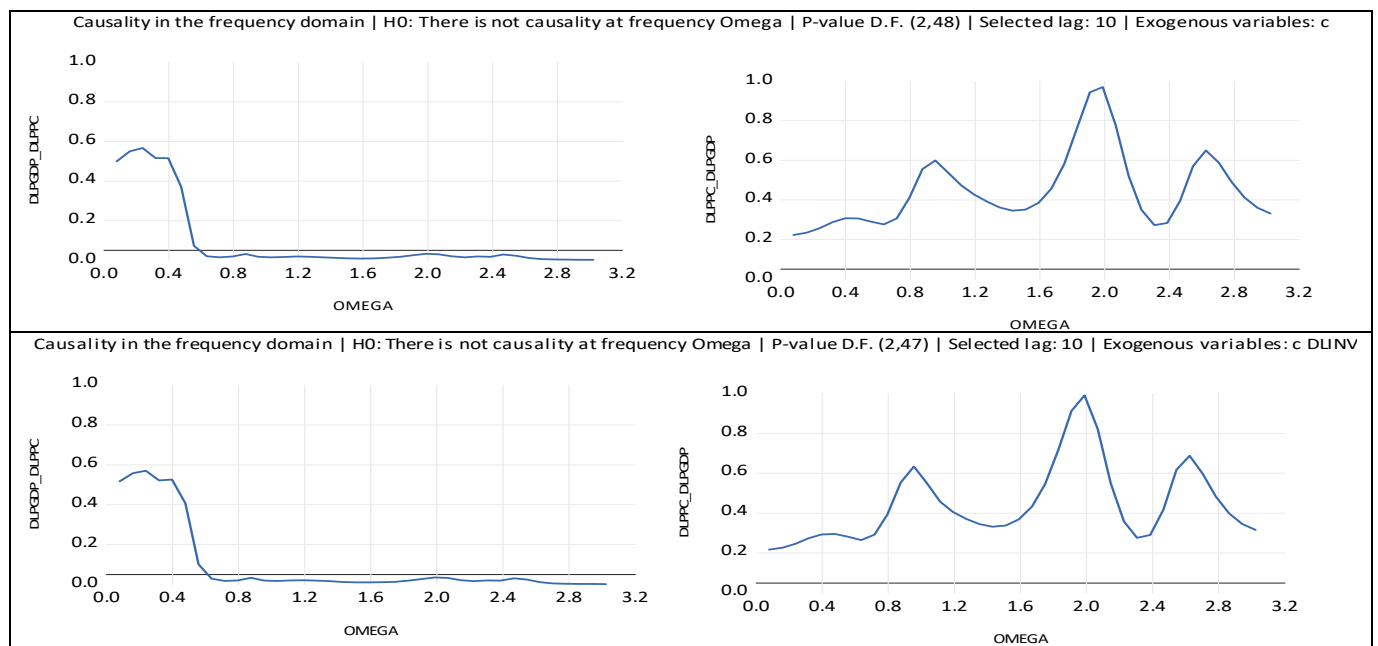 Causality in the frequency domain | H0: There is not causality at frequency Omega | P-value D.F. (2,48) | Selected lag: 10 | Exogenous variables: c
DLPGDP_DLPPC
1.0
0.8
0.6
0.4
0.2
0.0
0.0 0.4 0.8 1.2 1.6 2.0 2.4 2.8 3.2
OMEGA
DLPPC_DLPGDP
1.0
0.8
0.6
0.4
0.2
0.0
0.0 0.4 0.8 1.2 1.6 2.0 2.4 2.8 3.2
OMEGA
Causality in the frequency domain | H0: There is not causality at frequency Omega | P-value D.F. (2,47) | Selected lag: 10 | Exogenous variables: c DLINV
DLPGDP_DLPPC
1.0
0.8
0.6
0.4
0.2
0.0
0.0 0.4 0.8 1.2 1.6 2.0 2.4 2.8 3.2
OMEGA
DLPPC_DLPGDP
1.0
0.8
0.6
0.4
0.2
0.0
0.0 0.4 0.8 1.2 1.6 2.0 2.4 2.8 3.2
OMEGA